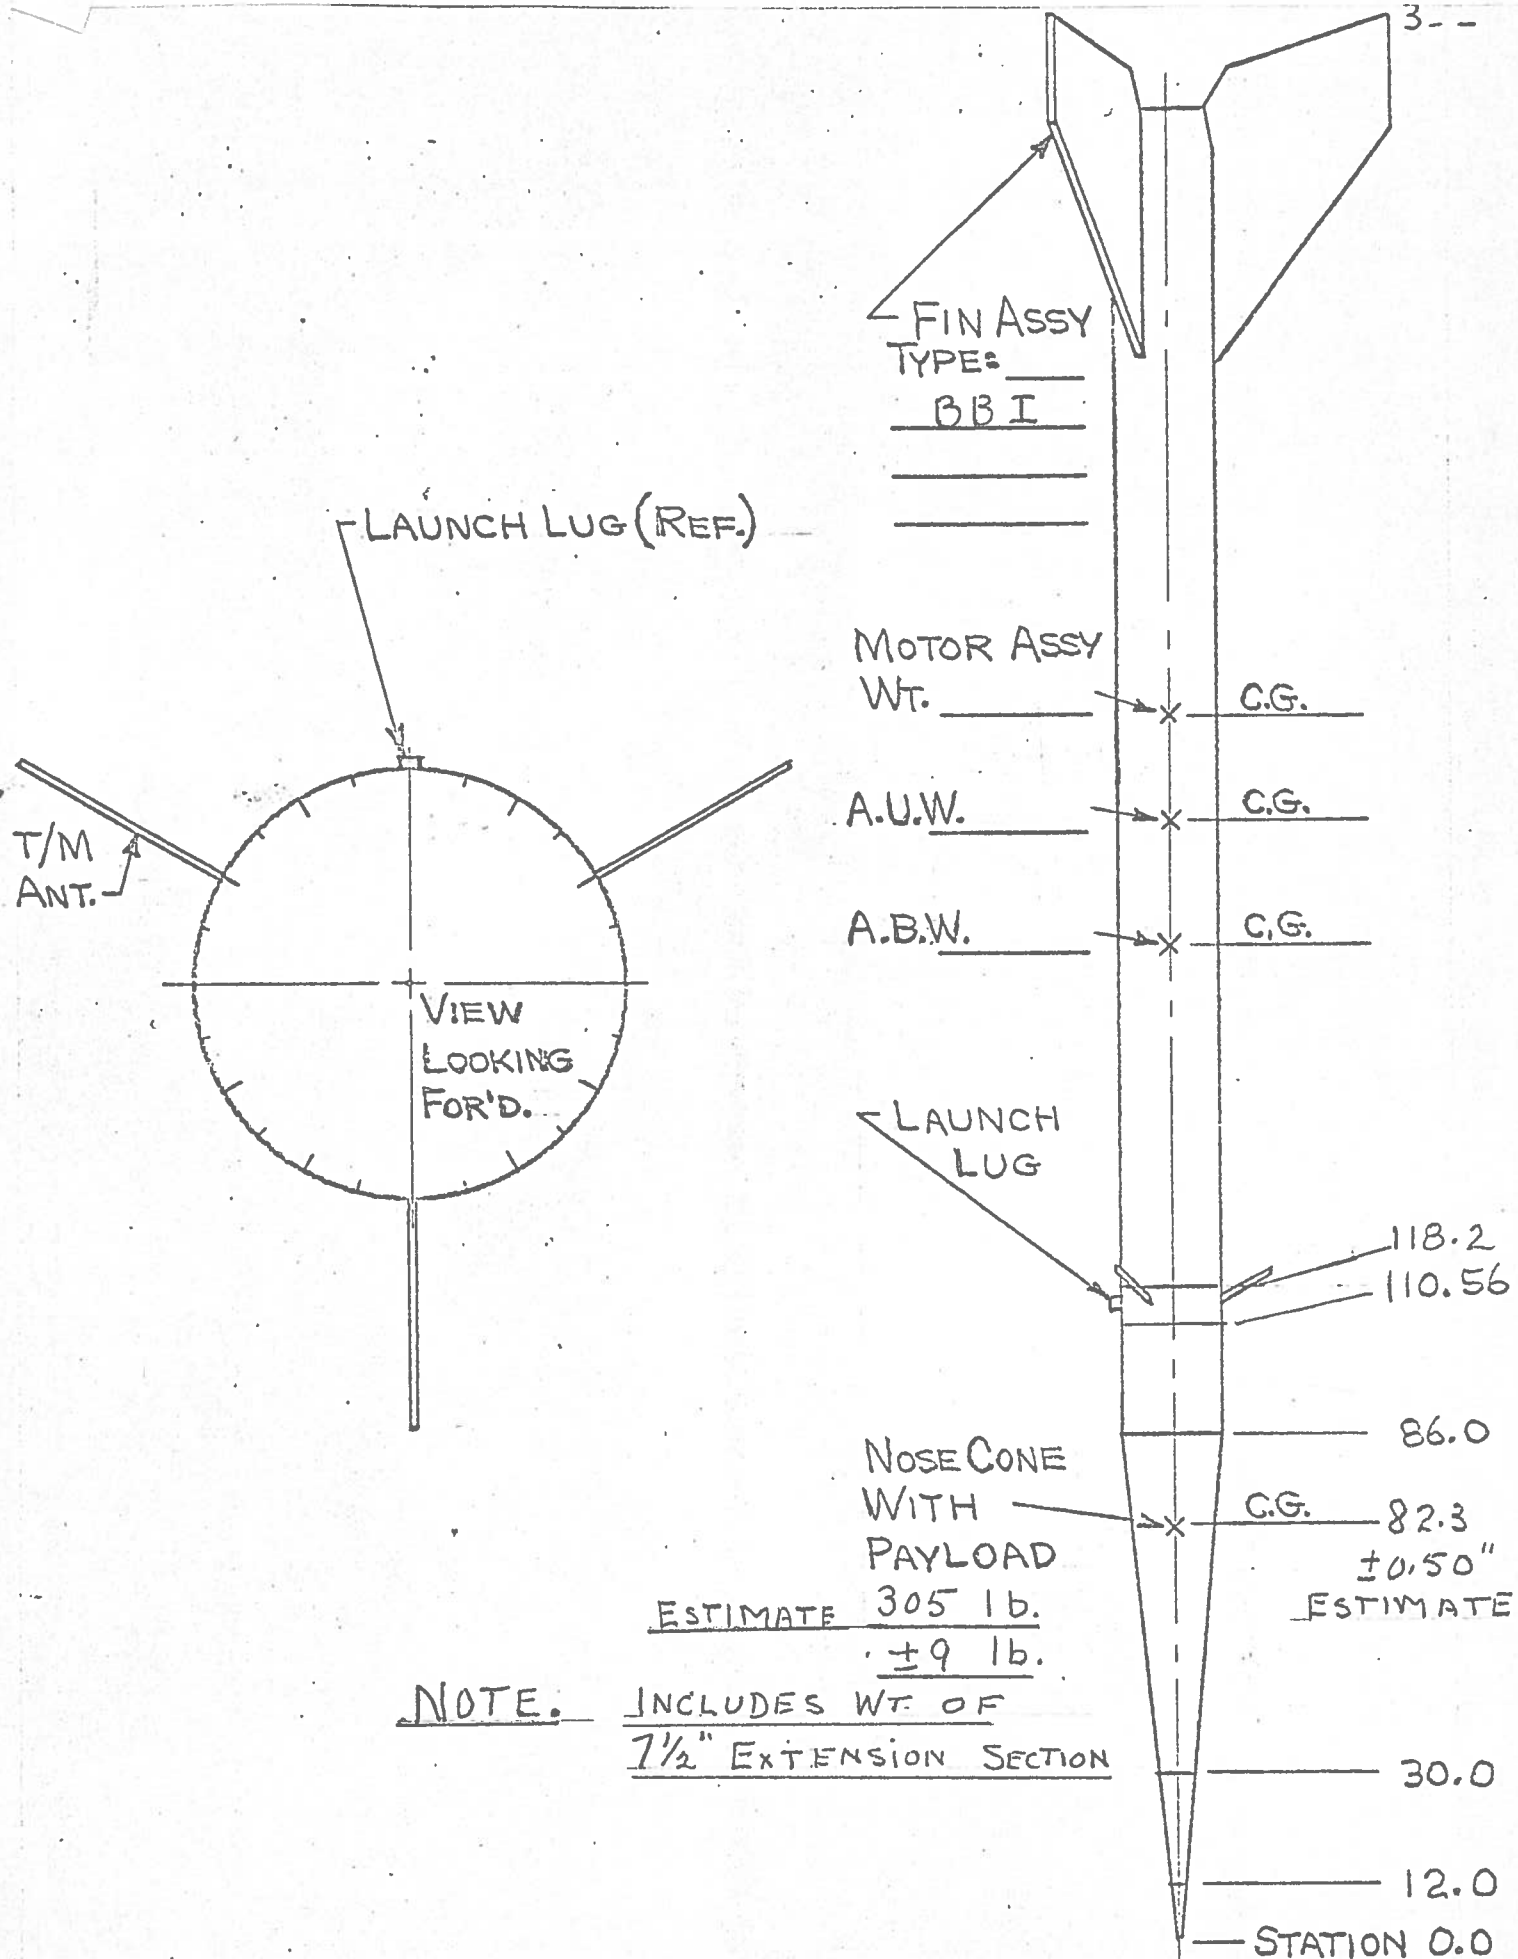 3--
FIN ASSY
TYPE:
BBI
LAUNCH LUG (REF.)
MOTOR ASSY
WT.
C.G.
A.U.W.
C.G.
T/M
ANT.
A.B.W.
C.G.
VIEW
LOOKING
FOR'D.
LAUNCH
LUG
118.2
110.56
86.0
NOSE CONE
WITH
PAYLOAD
C.G. 82.3
±0.50"
ESTIMATE
ESTIMATE 305 lb.
±9 lb.
NOTE. INCLUDES WT. OF
7½" EXTENSION SECTION
30.0
12.0
STATION 0.0